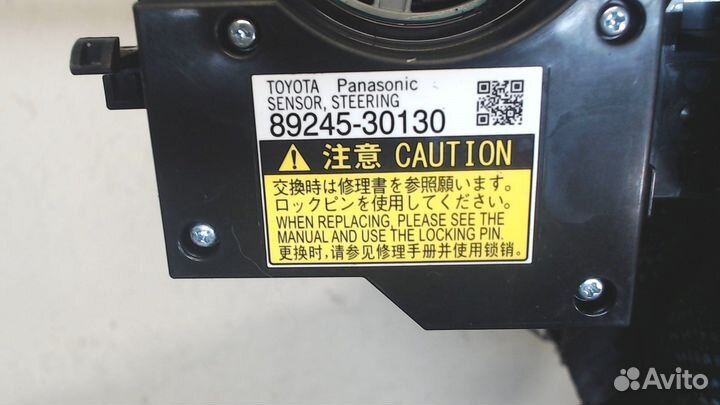 TOYOTA Panasonic
SENSOR, STEERING
89245-30130
注意 CAUTION
交換時は修理書を参照願います。
ロックピンを使用してください。
WHEN REPLACING, PLEASE SEE THE
MANUAL AND USE THE LOCKING PIN.
更换时,请参见修理手册并使用锁销。
Avito